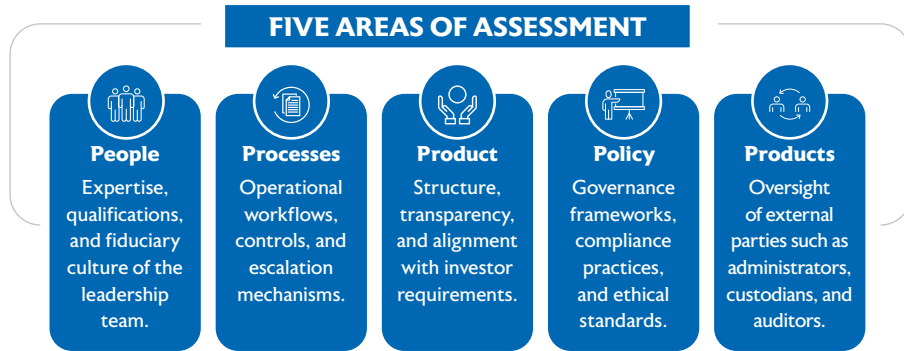 FIVE AREAS OF ASSESSMENT
People
Expertise,
qualifications,
and fiduciary
culture of the
leadership
team.
Processes
Operational
workflows,
controls, and
escalation
mechanisms.
Product
Structure,
transparency,
and alignment
with investor
requirements.
Policy
Governance
frameworks,
compliance
practices,
and ethical
standards.
Products
Oversight
of external
parties such as
administrators,
custodians, and
auditors.